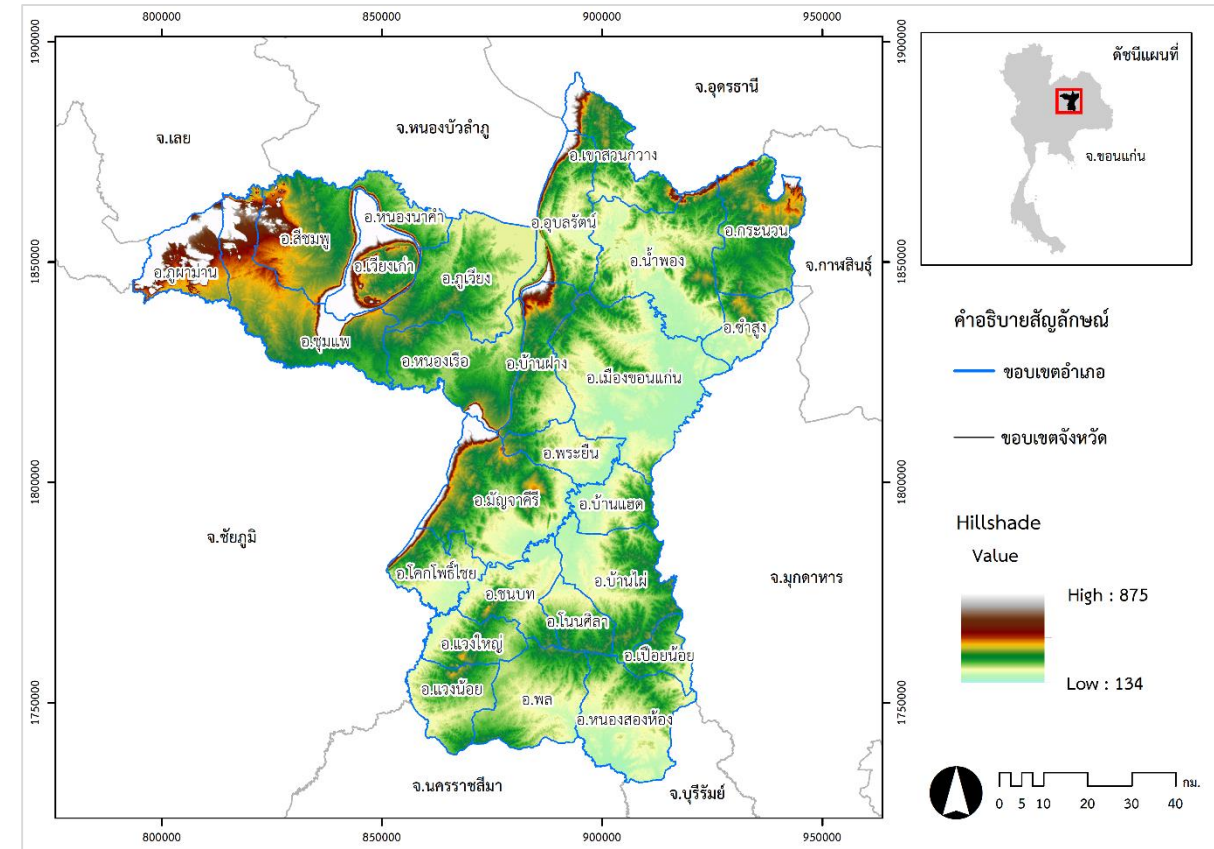 800000
850000
900000
950000
1900000
1900000
ดัชนีแผนที่
จ.อุดรธานี
จ.หนองบัวลำภู
จ.เลย
อ.เขาสวนกวาง
จ.ขอนแก่น
อ.หนองนาคำ
อ.อุบลรัตน์
อ.กระนวน
อ.สีชมพู
1850000
1850000
อ.เวียงเก่า
อ.น้ำพอง
จ.กาฬสินธุ์
อ.ภูผาม่าน
อ.ภูเวียง
อ.ซำสูง
คำอธิบายสัญลักษณ์
อ.ชุมแพ
อ.หนองเรือ
อ.บ้านฝาง
อ.เมืองขอนแก่น
ขอบเขตอำเภอ
ขอบเขตจังหวัด
อ.พระยืน
1800000
1800000
อ.มัญจาคีรี
อ.บ้านแฮด
จ.ชัยภูมิ
Hillshade
Value
อ.โคกโพธิ์ไชย
อ.บ้านไผ่
จ.มุกดาหาร
อ.ชนบท
High : 875
อ.โนนศิลา
อ.แวงใหญ่
อ.เปือยน้อย
Low : 134
อ.แวงน้อย
อ.พล
1750000
1750000
อ.หนองสองห้อง
จ.นครราชสีมา
จ.บุรีรัมย์
กม.
0 5 10 20 30 40
800000
850000
900000
950000